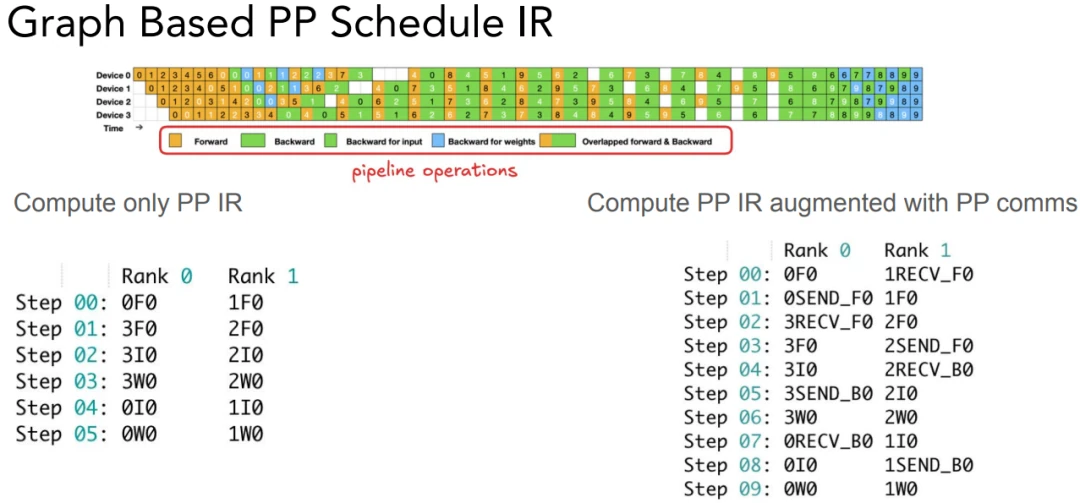 Graph Based PP Schedule IR
Device 0
Device 1
Device 2
Device 3
Time →
Forward Backward Backward for input Backward for weights Overlapped forward & Backward
pipeline operations
Compute only PP IR
Rank 0 Rank 1
Step 00: 0F0 1F0
Step 01: 3F0 2F0
Step 02: 3I0 2I0
Step 03: 3W0 2W0
Step 04: 0I0 1I0
Step 05: 0W0 1W0
Compute PP IR augmented with PP comms
Rank 0 Rank 1
Step 00: 0F0 1RECV_F0
Step 01: 0SEND_F0 1F0
Step 02: 3RECV_F0 2F0
Step 03: 3F0 2SEND_F0
Step 04: 3I0 2RECV_B0
Step 05: 3SEND_B0 2I0
Step 06: 3W0 2W0
Step 07: 0RECV_B0 1I0
Step 08: 0I0 1SEND_B0
Step 09: 0W0 1W0